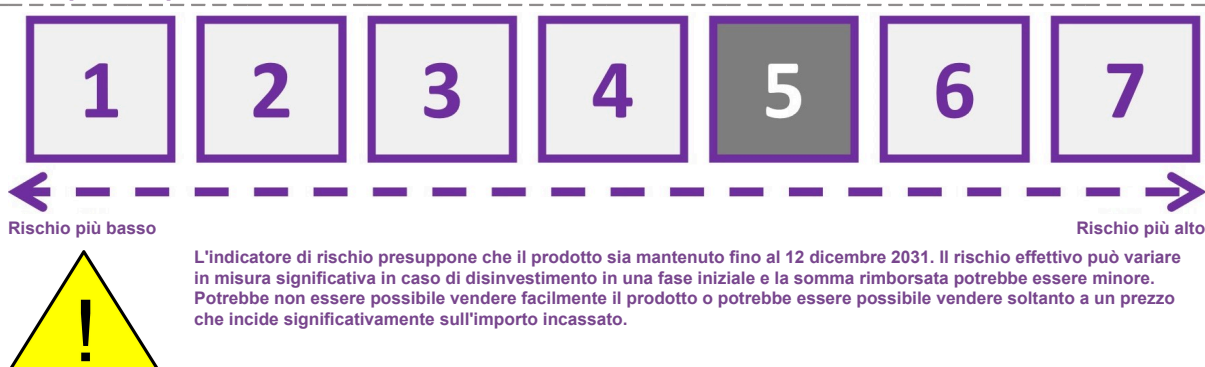 1 2 3 4 5 6 7
Rischio più basso Rischio più alto
L'indicatore di rischio presuppone che il prodotto sia mantenuto fino al 12 dicembre 2031. Il rischio effettivo può variare
in misura significativa in caso di disinvestimento in una fase iniziale e la somma rimborsata potrebbe essere minore.
Potrebbe non essere possibile vendere facilmente il prodotto o potrebbe essere possibile vendere soltanto a un prezzo
che incide significativamente sull'importo incassato.
!